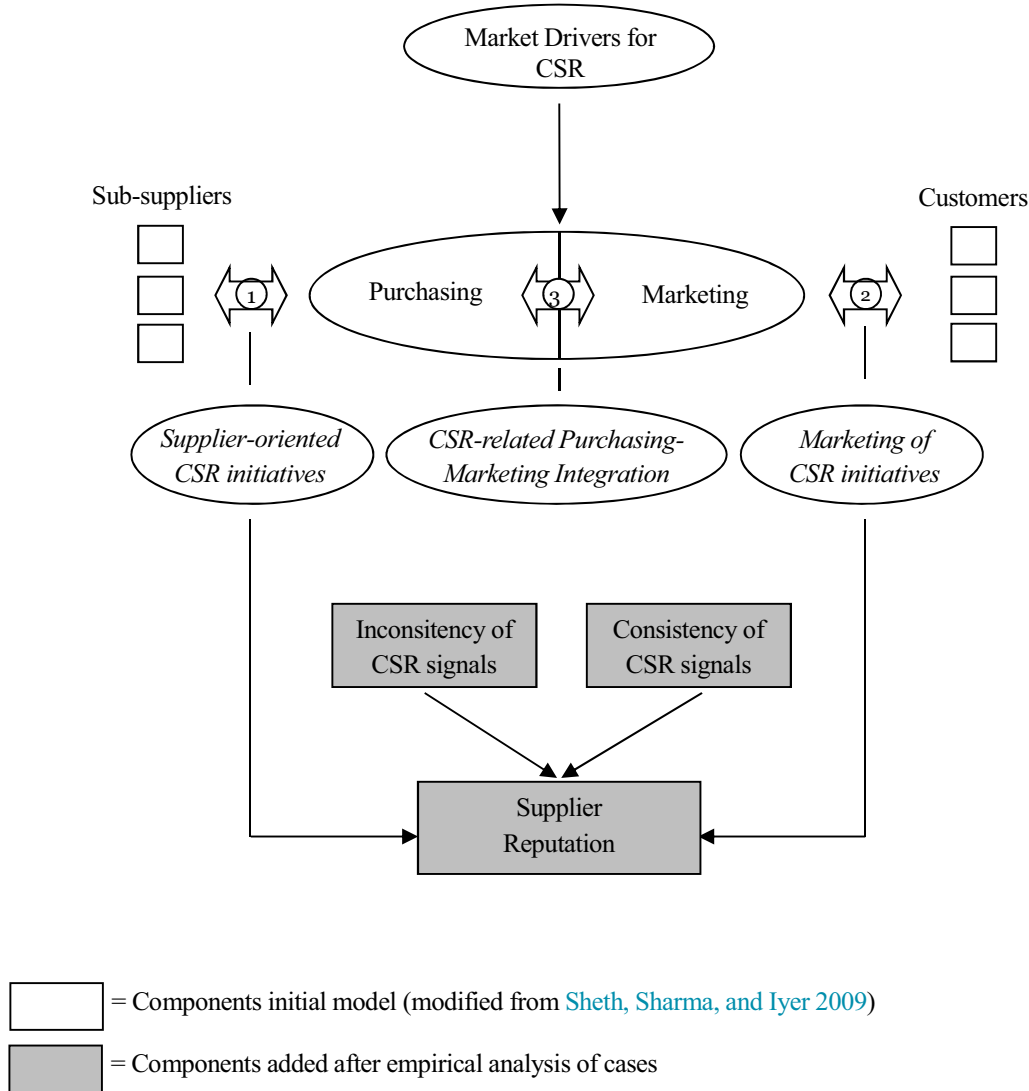 Market Drivers for
CSR
Sub-suppliers
Customers
Purchasing
Marketing
1
3
2
Supplier-oriented
CSR initiatives
CSR-related Purchasing-
Marketing Integration
Marketing of
CSR initiatives
Inconsitency of
CSR signals
Consistency of
CSR signals
Supplier
Reputation
= Components initial model (modified from Sheth, Sharma, and Iyer 2009)
= Components added after empirical analysis of cases